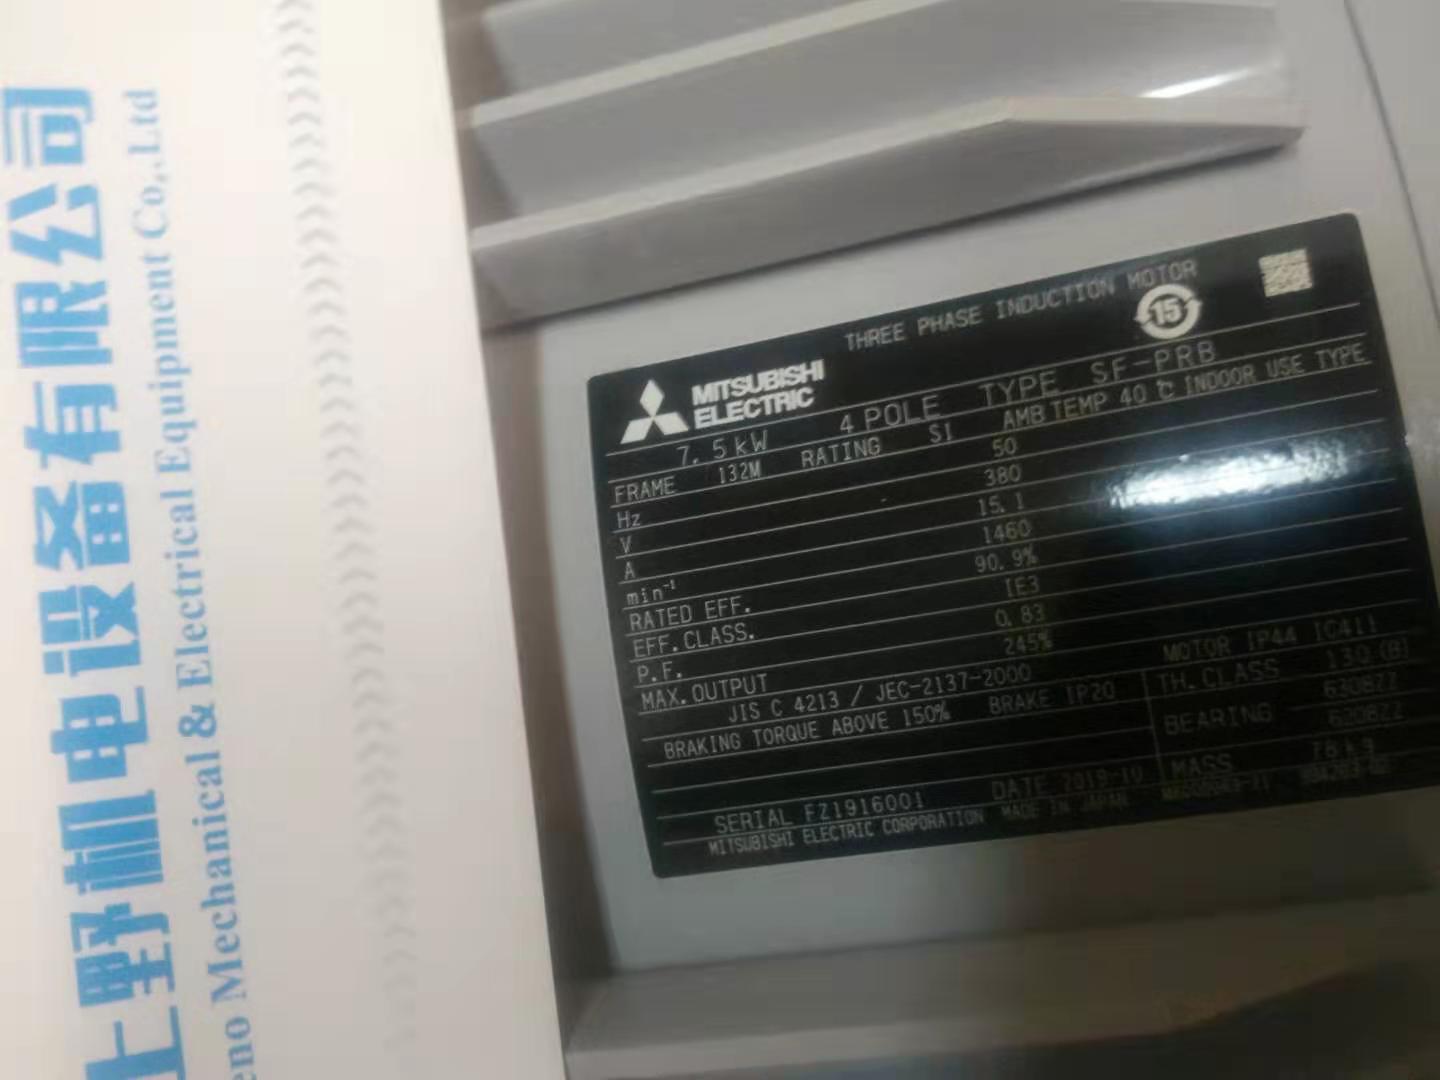 上野机电设备有限公司
eno Mechanical & Electrical Equipment Co,.Ltd
THREE PHASE INDUCTION MOTOR
15
MITSUBISHI
ELECTRIC
7.5kW 4 POLE TYPE SF-PRB
FRAME 132M RATING S1 AMB TEMP 40℃ INDOOR USE TYPE
Hz 50
V 380
A 15.1
min⁻¹ 1460
RATED EFF. 90.9%
EFF.CLASS. IE3
P.F. 0.83
MAX.OUTPUT 245%
JIS C 4213 / JEC-2137-2000 MOTOR IP44 IC411
BRAKING TORQUE ABOVE 150% BRAKE IP20 TH.CLASS 130(B)
BEARING 6308ZZ
6208ZZ
SERIAL FZ1916001 DATE 2019-10 MASS 78kg
MITSUBISHI ELECTRIC CORPORATION MADE IN JAPAN